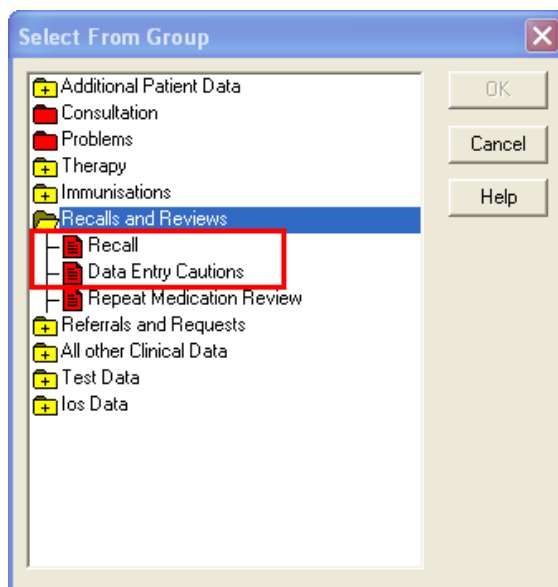 Select From Group
Additional Patient Data
Consultation
Problems
Therapy
Immunisations
Recalls and Reviews
Recall
Data Entry Cautions
Repeat Medication Review
Referrals and Requests
All other Clinical Data
Test Data
Ios Data
OK
Cancel
Help